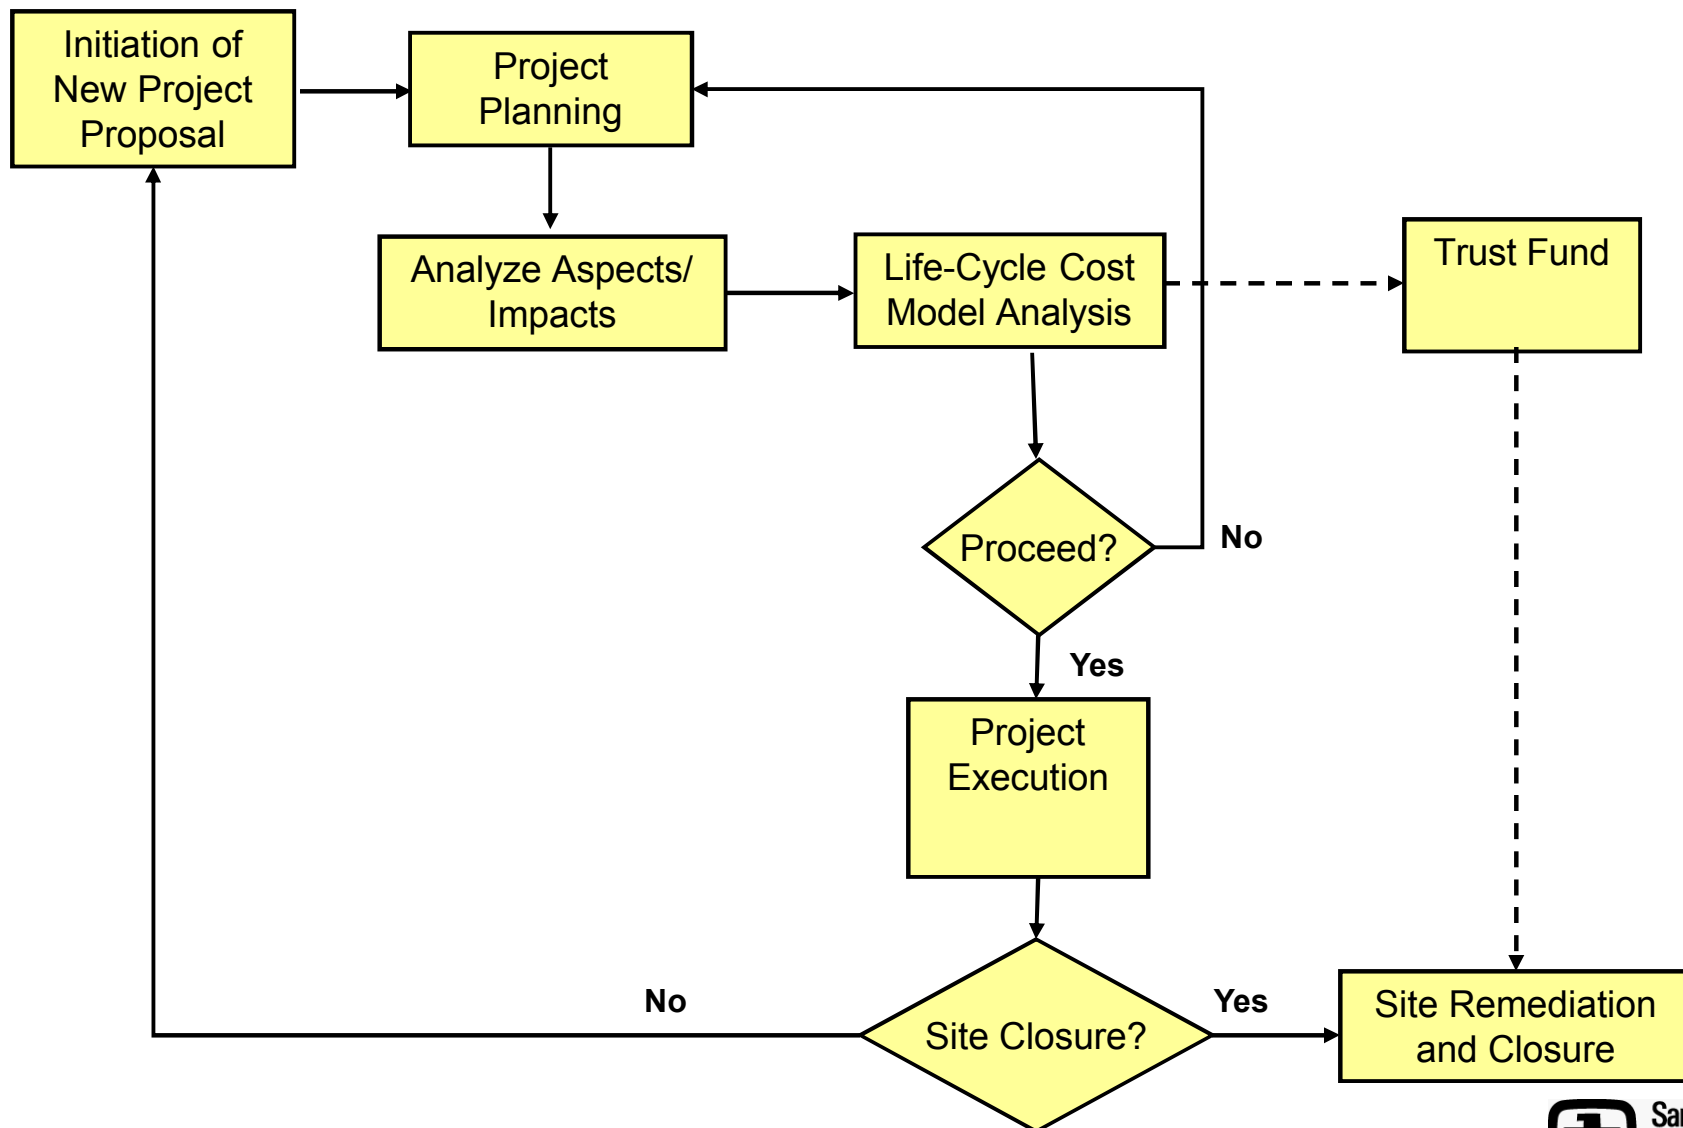 Initiation of
New Project
Proposal
Project
Planning
Analyze Aspects/
Impacts
Life-Cycle Cost
Model Analysis
Trust Fund
Proceed?
No
Yes
Project
Execution
No
Site Closure?
Yes
Site Remediation
and Closure